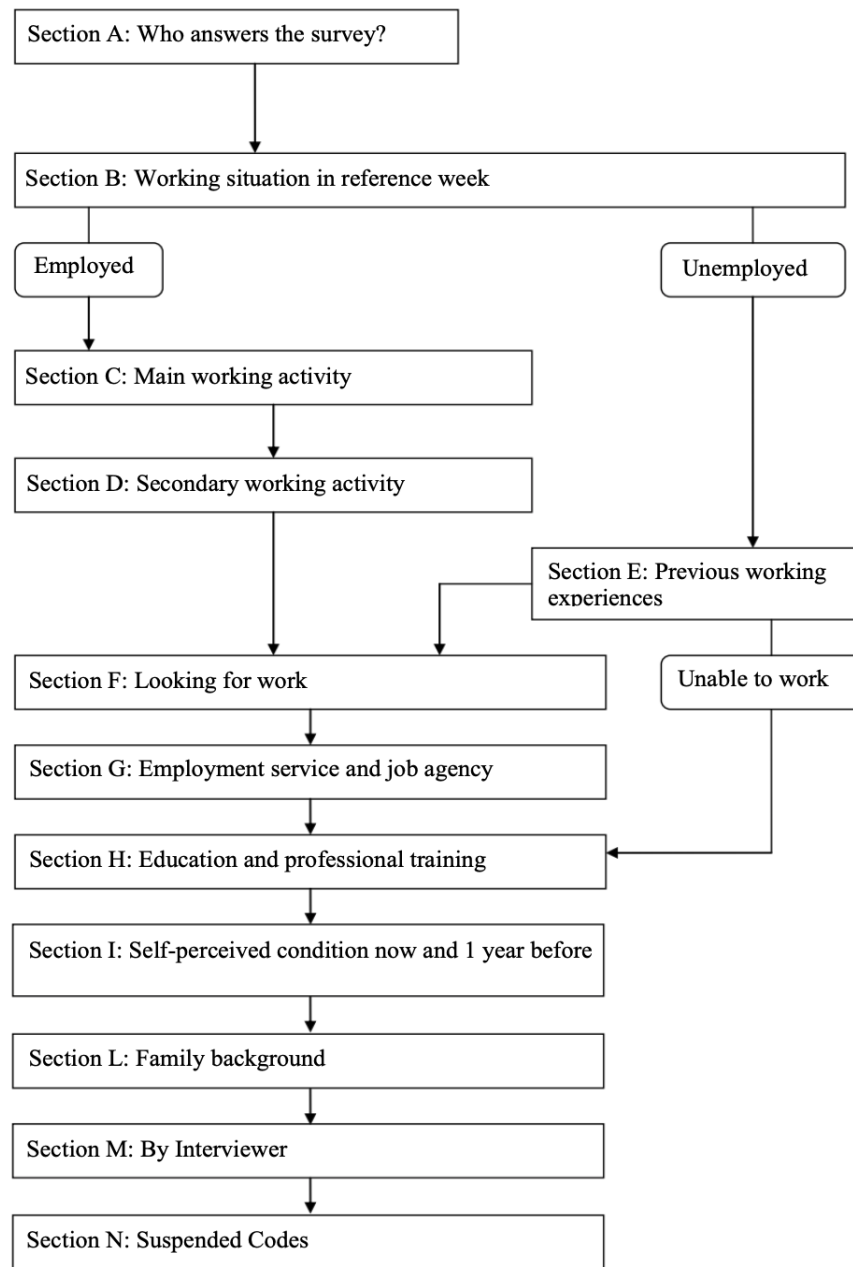 Section A: Who answers the survey?
Section B: Working situation in reference week
Employed
Unemployed
Section C: Main working activity
Section D: Secondary working activity
Section E: Previous working
experiences
Section F: Looking for work
Unable to work
Section G: Employment service and job agency
Section H: Education and professional training
Section I: Self-perceived condition now and 1 year before
Section L: Family background
Section M: By Interviewer
Section N: Suspended Codes